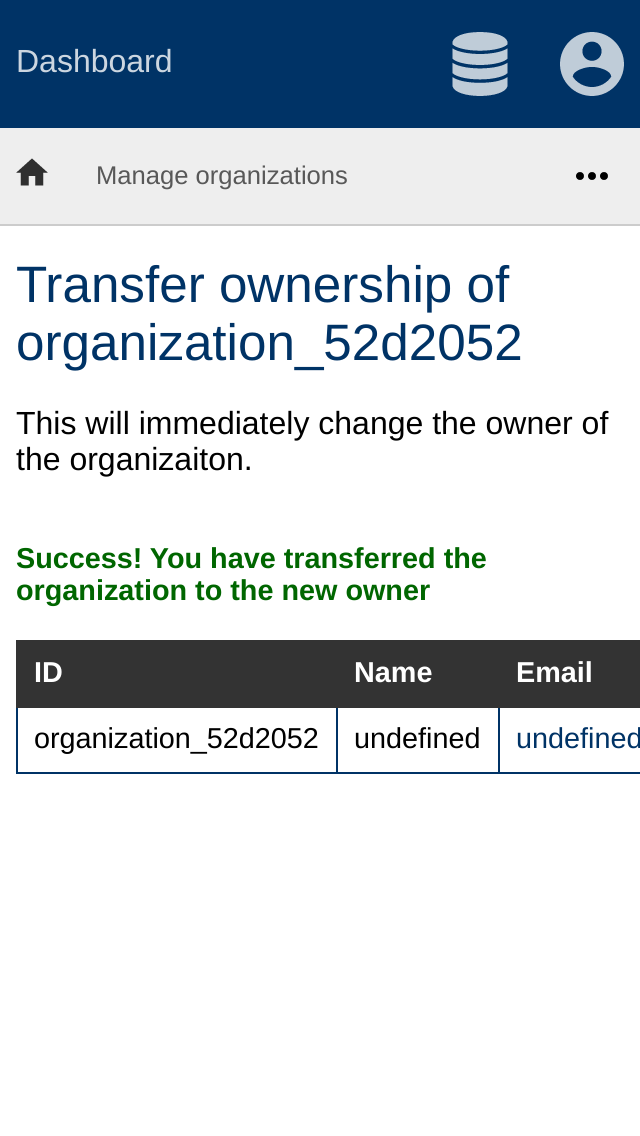 Dashboard
Manage organizations
Transfer ownership of
organization_52d2052
This will immediately change the owner of
the organizaiton.
Success! You have transferred the
organization to the new owner
ID Name Email
organization_52d2052 undefined undefined